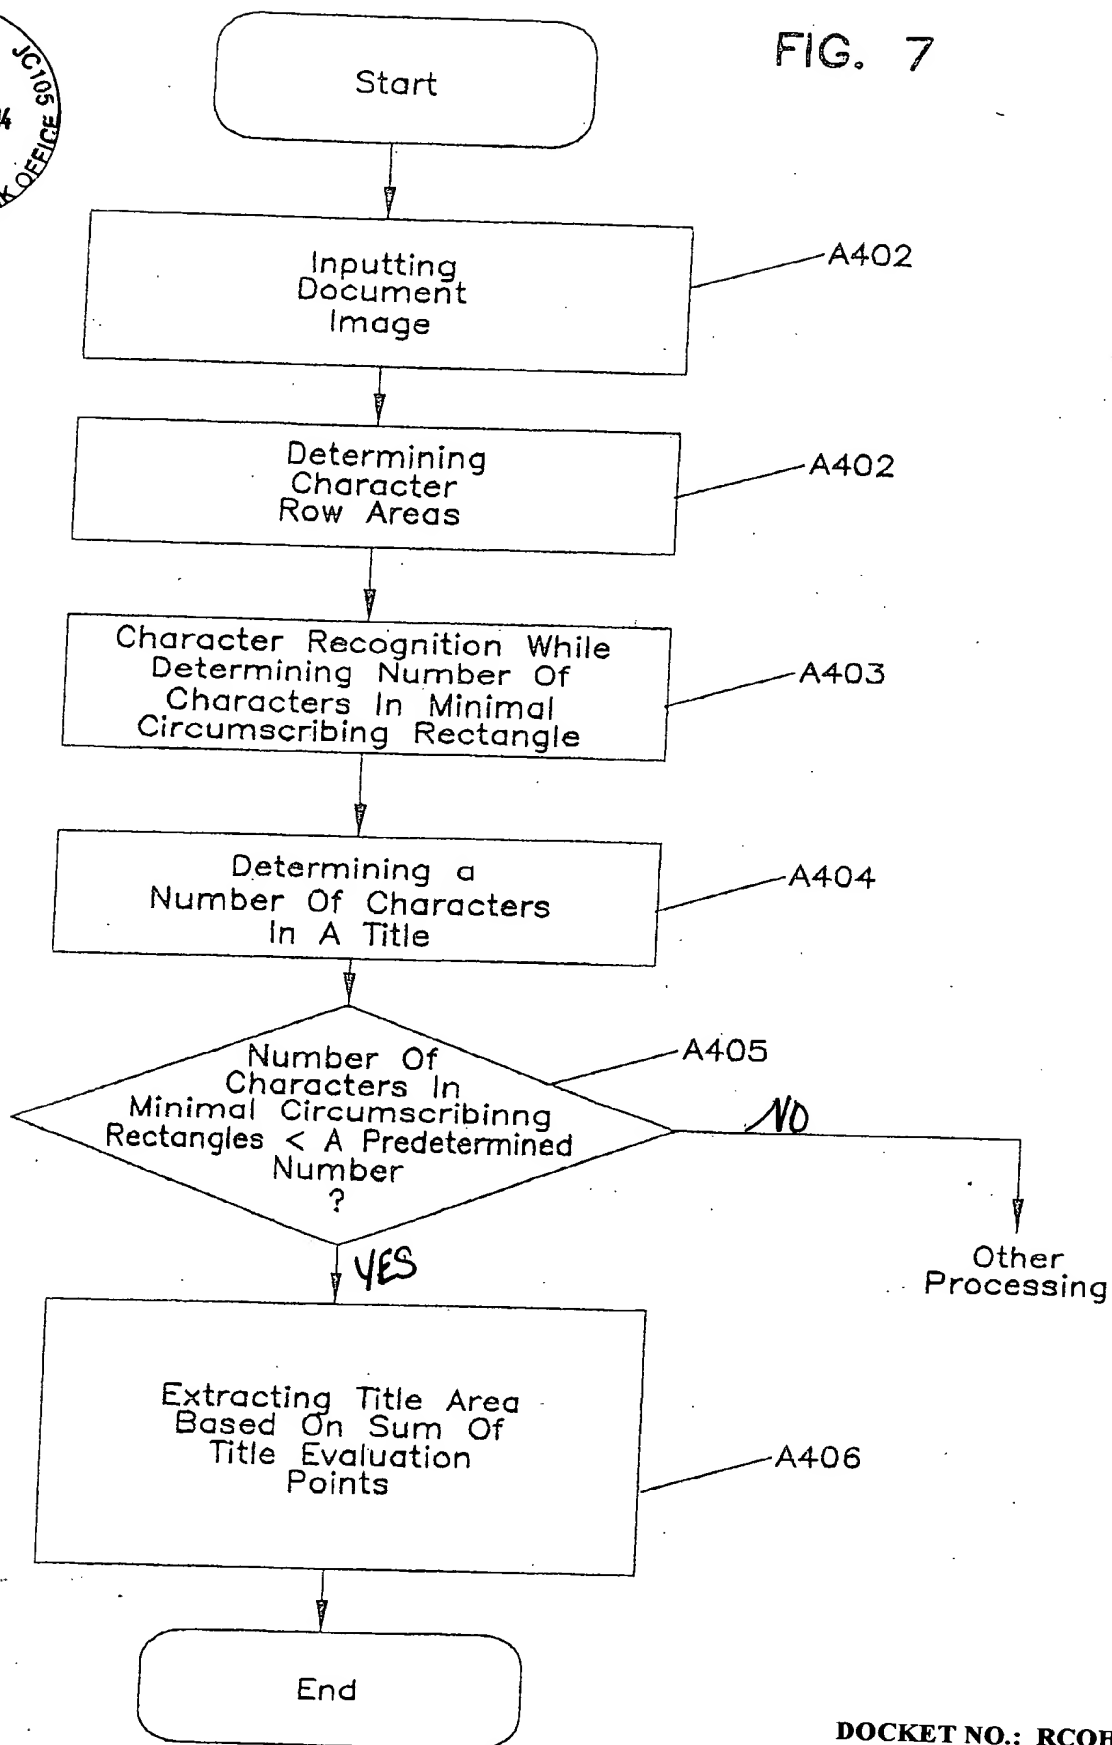 FIG. 7
JC105
OFFICE
Start
Inputting
Document
Image
A402
Determining
Character
Row Areas
A402
Character Recognition While
Determining Number Of
Characters In Minimal
Circumscribing Rectangle
A403
Determining a
Number Of Characters
In A Title
A404
Number Of
Characters In
Minimal Circumscribinng
Rectangles < A Predetermined
Number
?
A405
NO
Other
Processing
YES
Extracting Title Area
Based On Sum Of
Title Evaluation
Points
A406
End
DOCKET NO.: